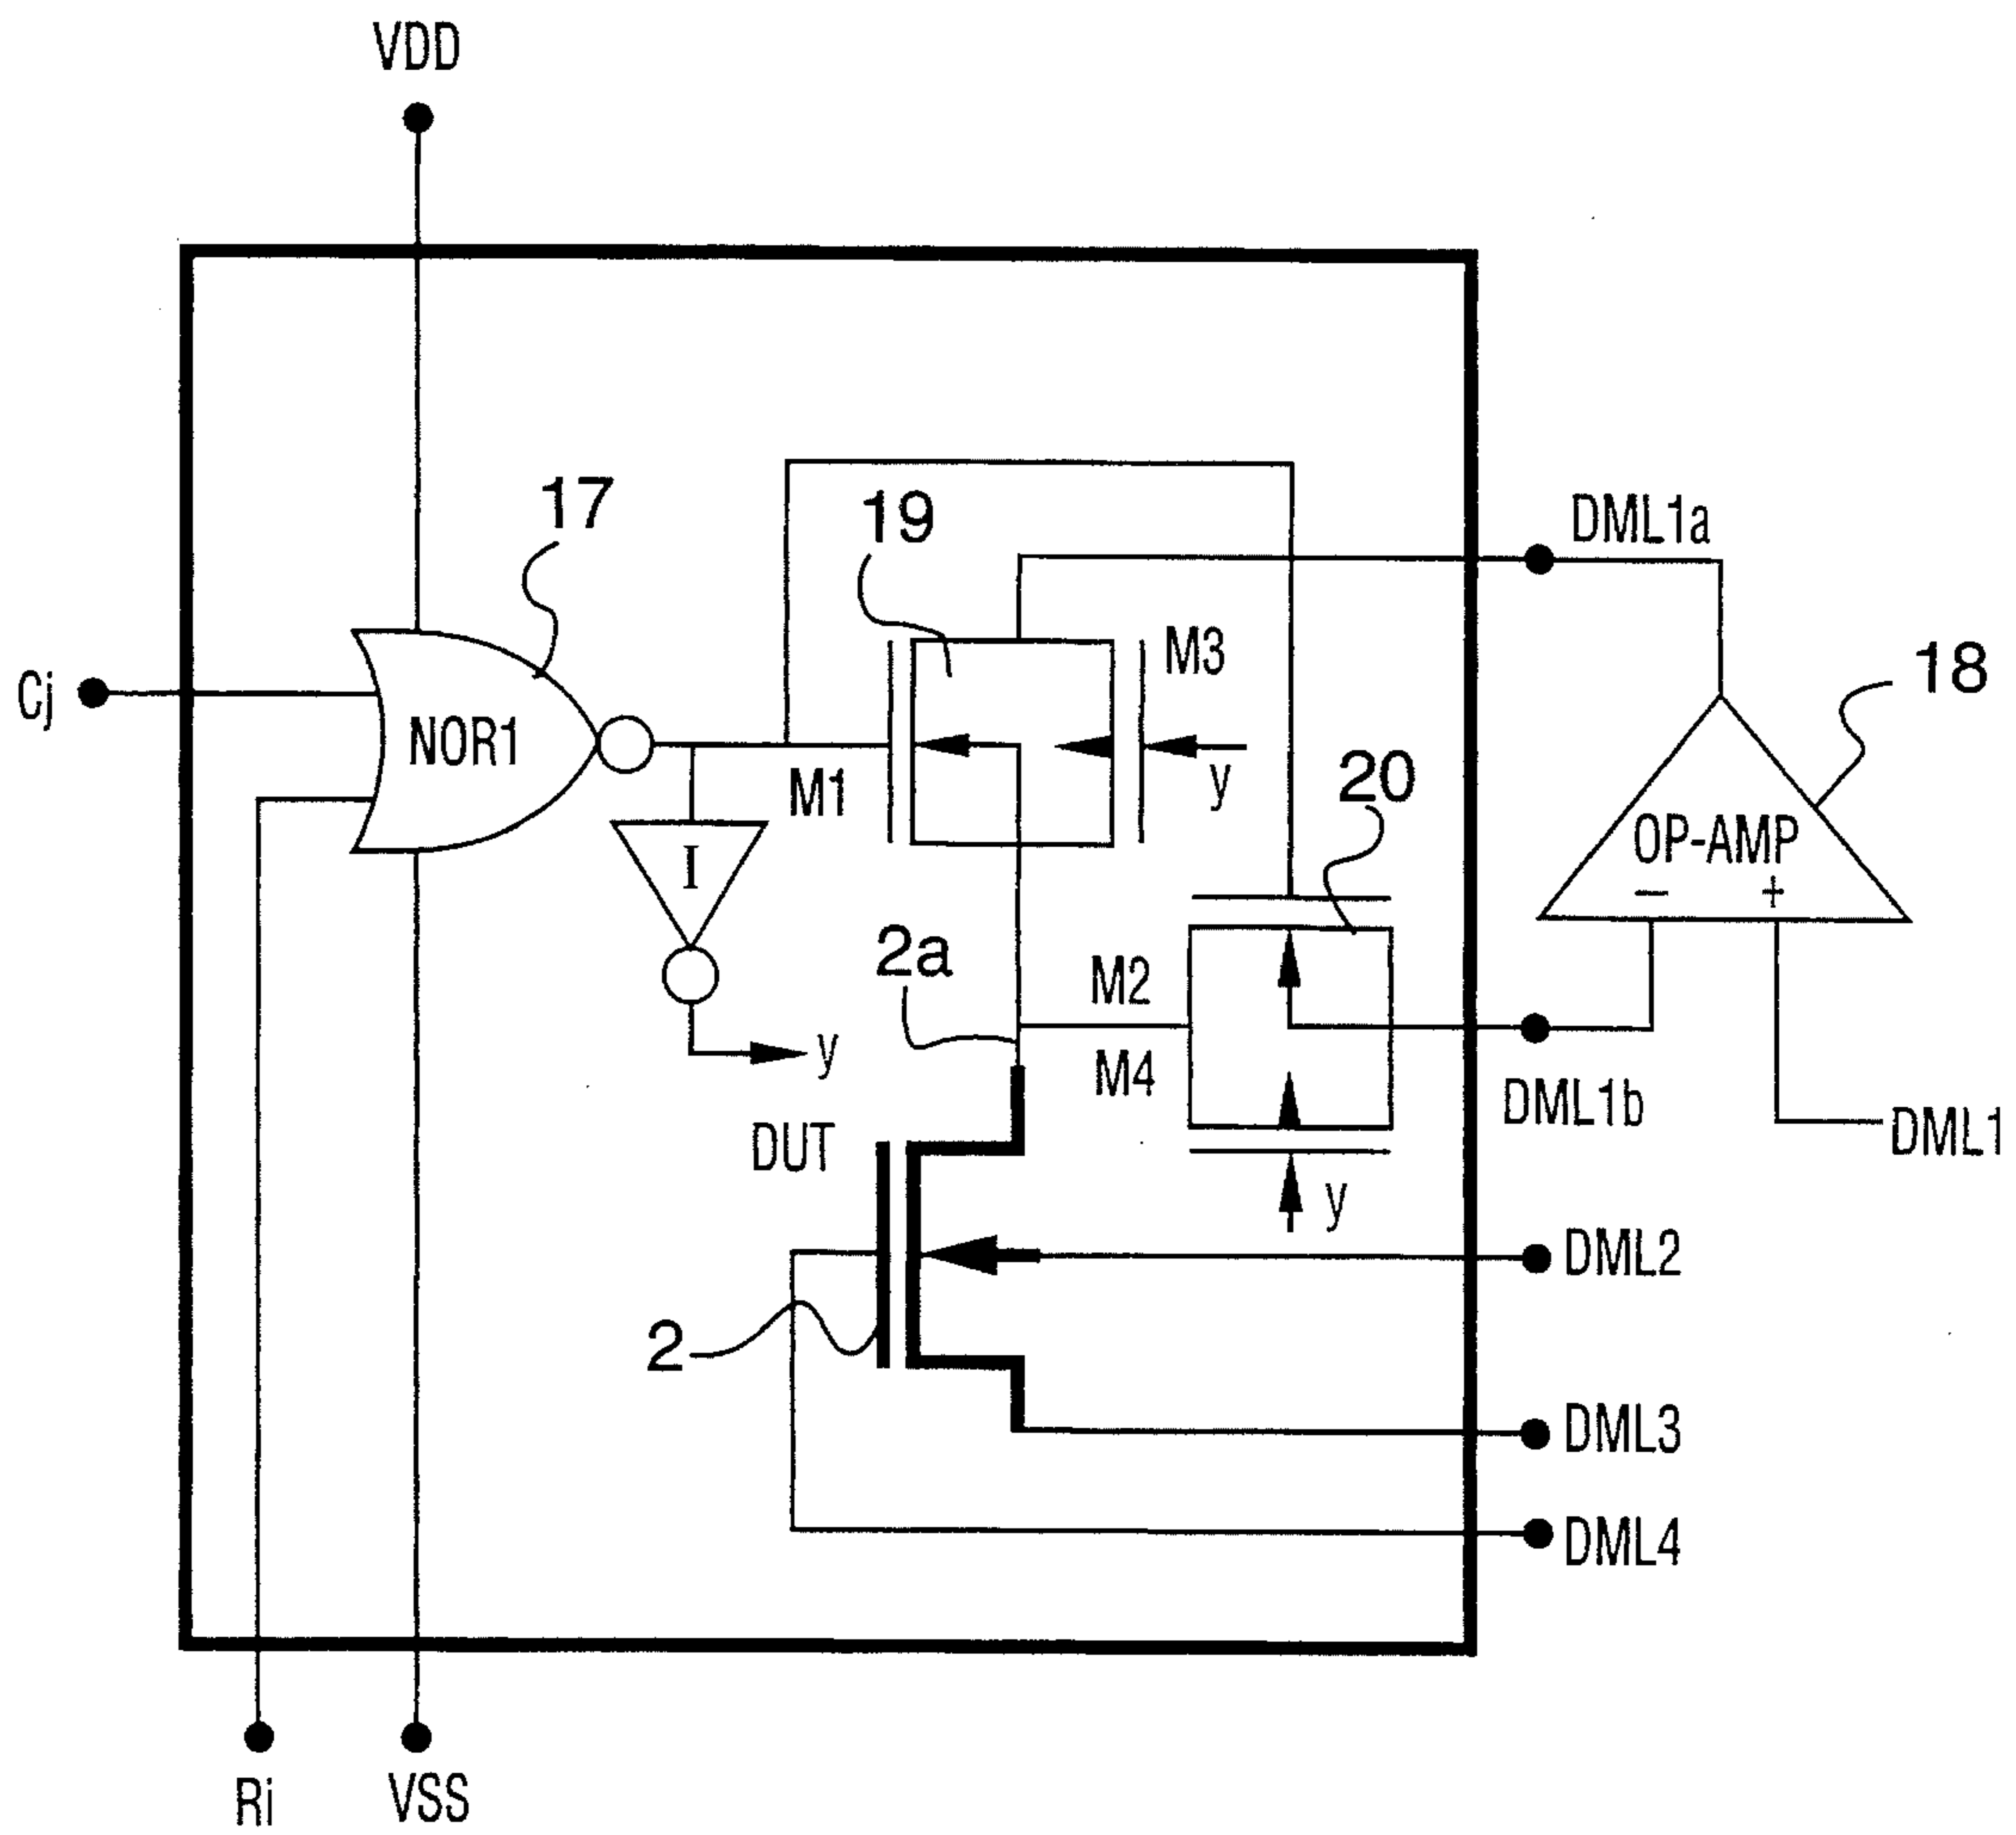 VDD
17
19
DML1a
M3
18
Cj
NOR1
M1
y
20
OP-AMP
I
− +
2a
M2
y
M4
DML1b
DML1
DUT
y
DML2
2
DML3
DML4
Ri
VSS